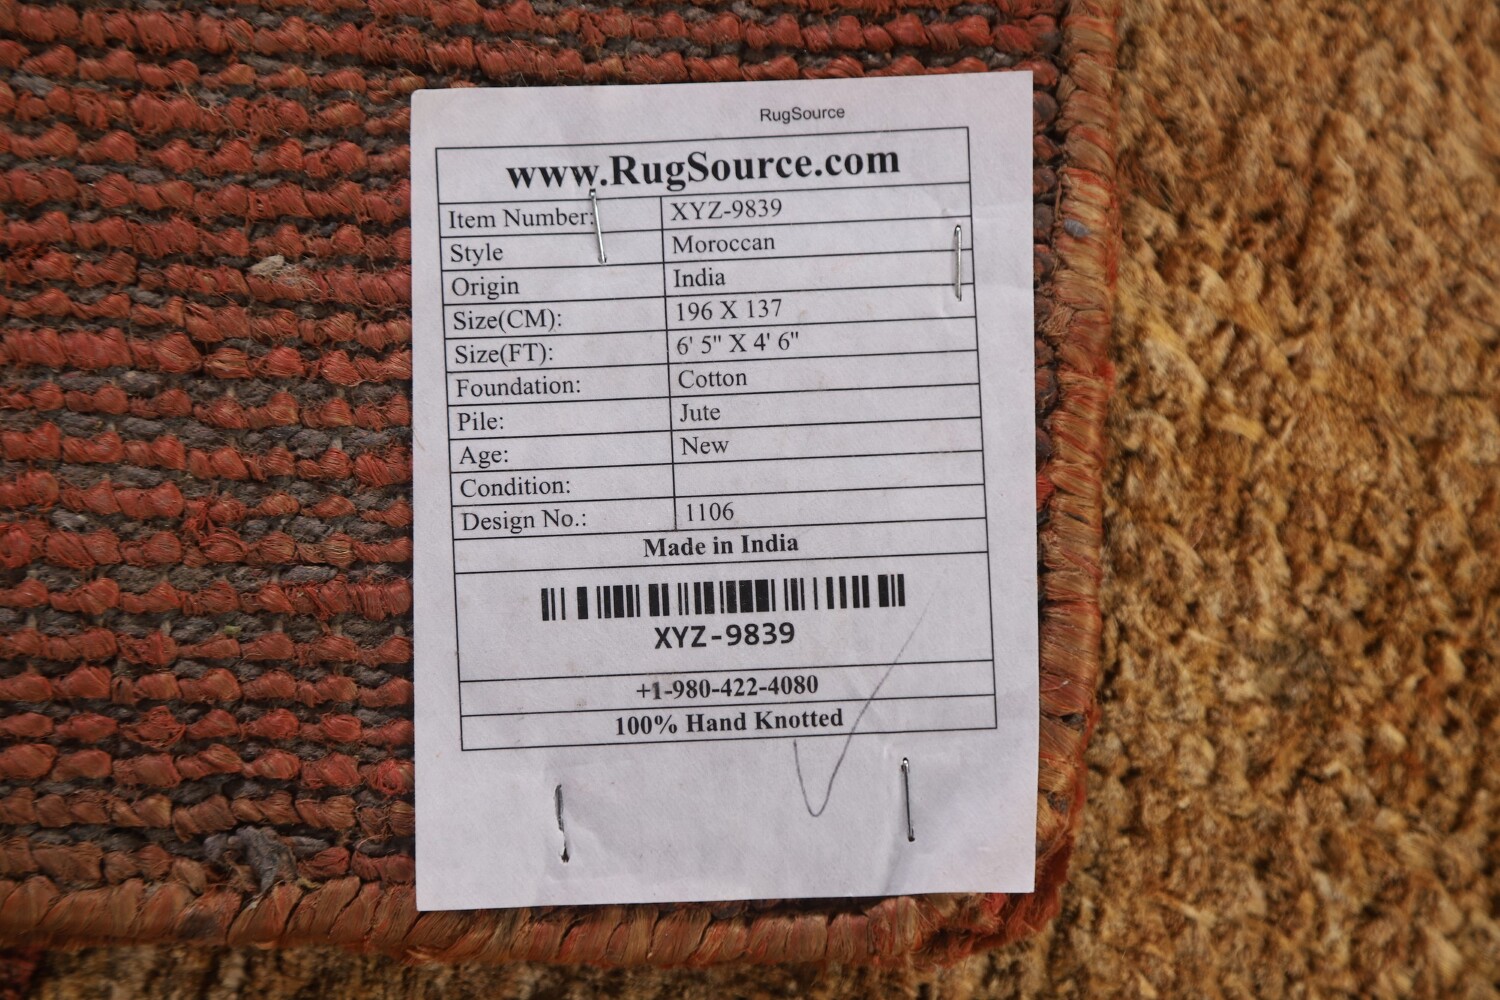 RugSource
www.RugSource.com
Item Number: XYZ-9839
Style Moroccan
Origin India
Size(CM): 196 X 137
Size(FT): 6' 5" X 4' 6"
Foundation: Cotton
Pile: Jute
Age: New
Condition:
Design No.: 1106
Made in India
XYZ-9839
+1-980-422-4080
100% Hand Knotted